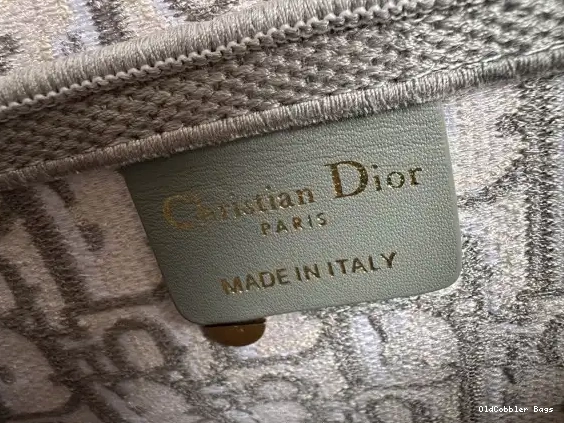 Christian Dior
PARIS
MADE IN ITALY
OldCobbler Bags